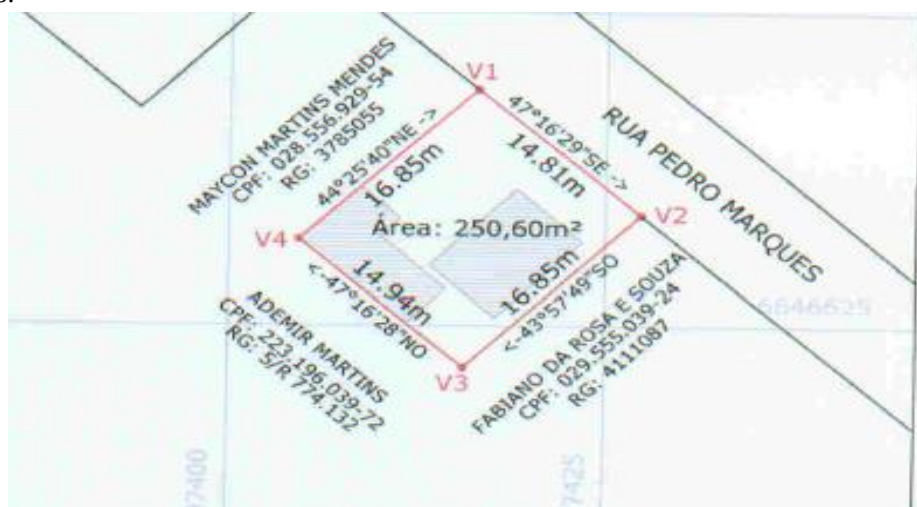 MAYCON MARTINS MENDES
CPF: 028.556.929-54
RG: 3785055
V1
44°25'40"NE ->
16.85m
47°16'29"SE ->
14.81m
RUA PEDRO MARQUES
V2
V4
Área: 250,60m²
14.94m
<-47°16'28"NO
16.85m
<-43°57'49"SO
V3
ADEMIR MARTINS
CPF: 223.196.039-72
RG: S/R 774.132
FABIANO DA ROSA E SOUZA
CPF: 029.555.039-24
RG: 4111087
6646625
97400
7425